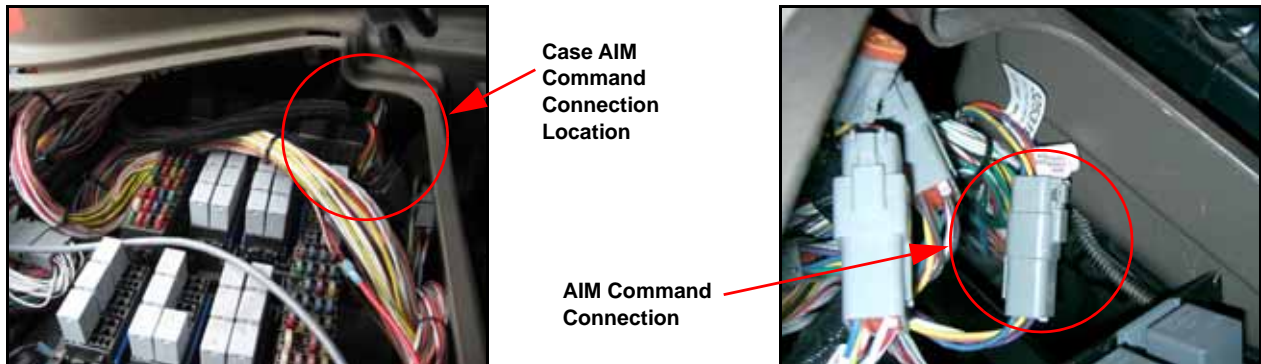 Case AIM
Command
Connection
Location
AIM Command
Connection